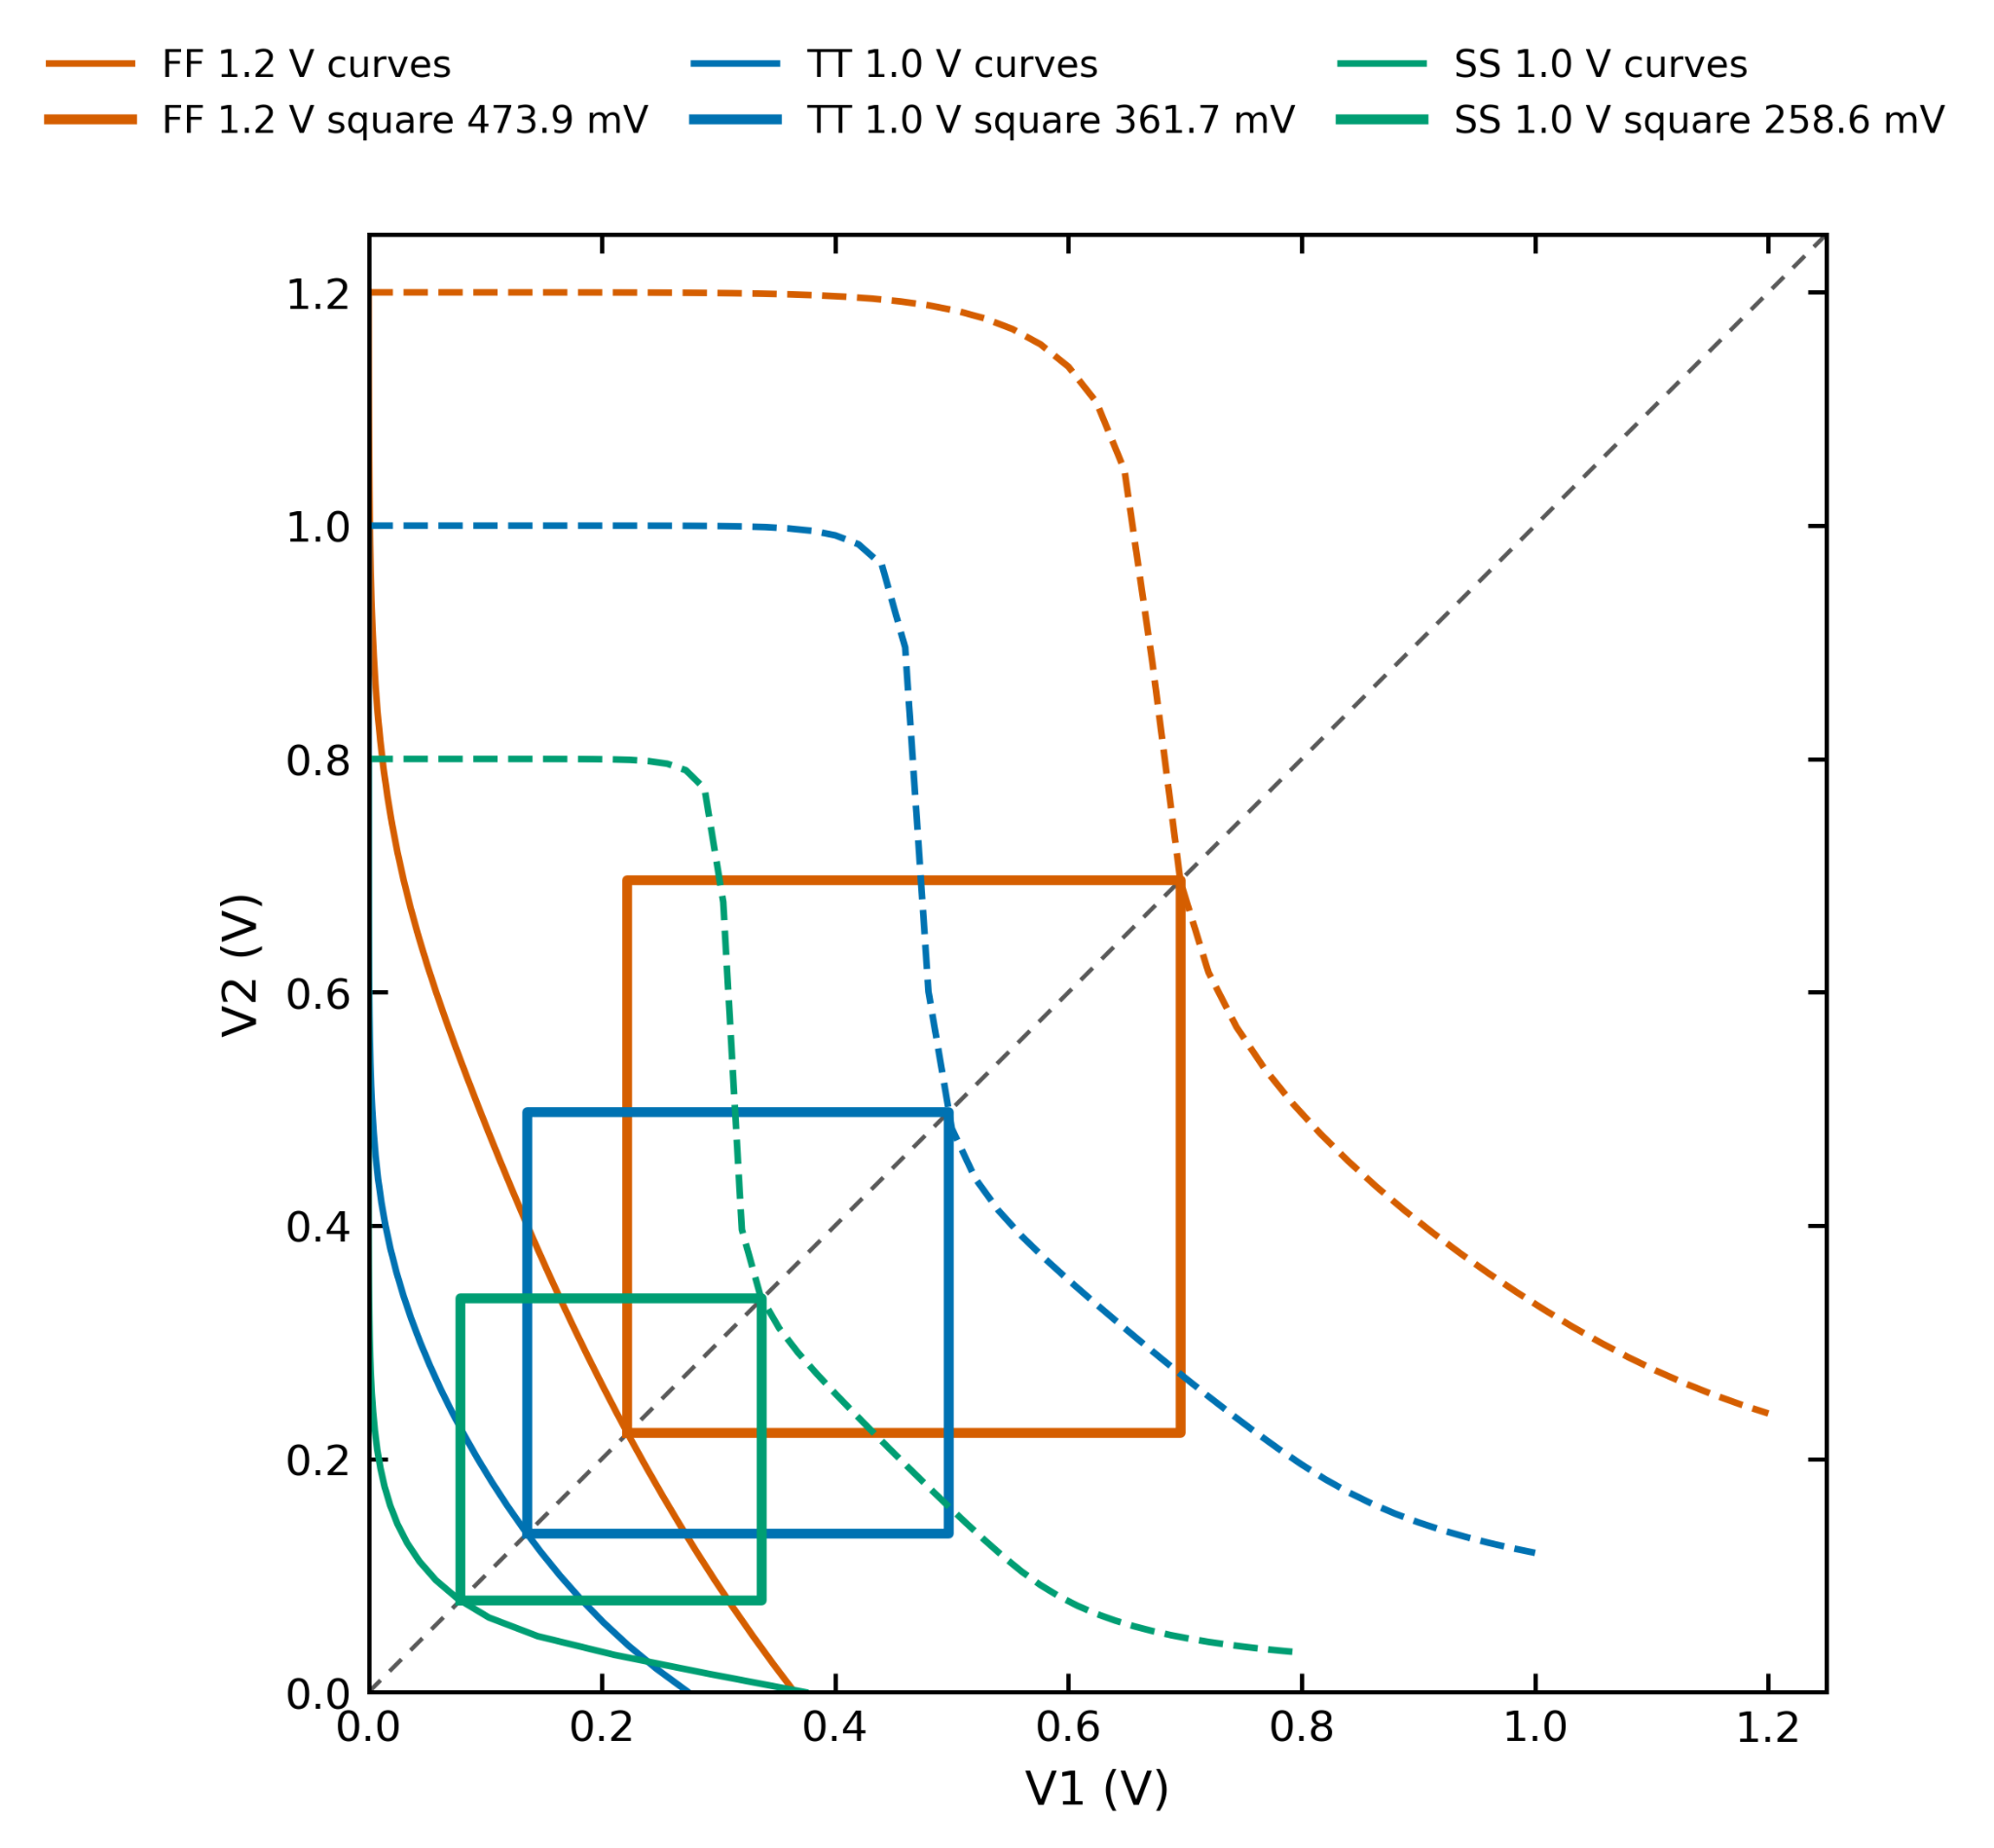 FF 1.2 V curves
TT 1.0 V curves
SS 1.0 V curves
FF 1.2 V square 473.9 mV
TT 1.0 V square 361.7 mV
SS 1.0 V square 258.6 mV
V2 (V)
1.2
1.0
0.8
0.6
0.4
0.2
0.0
0.0
0.2
0.4
0.6
0.8
1.0
1.2
V1 (V)